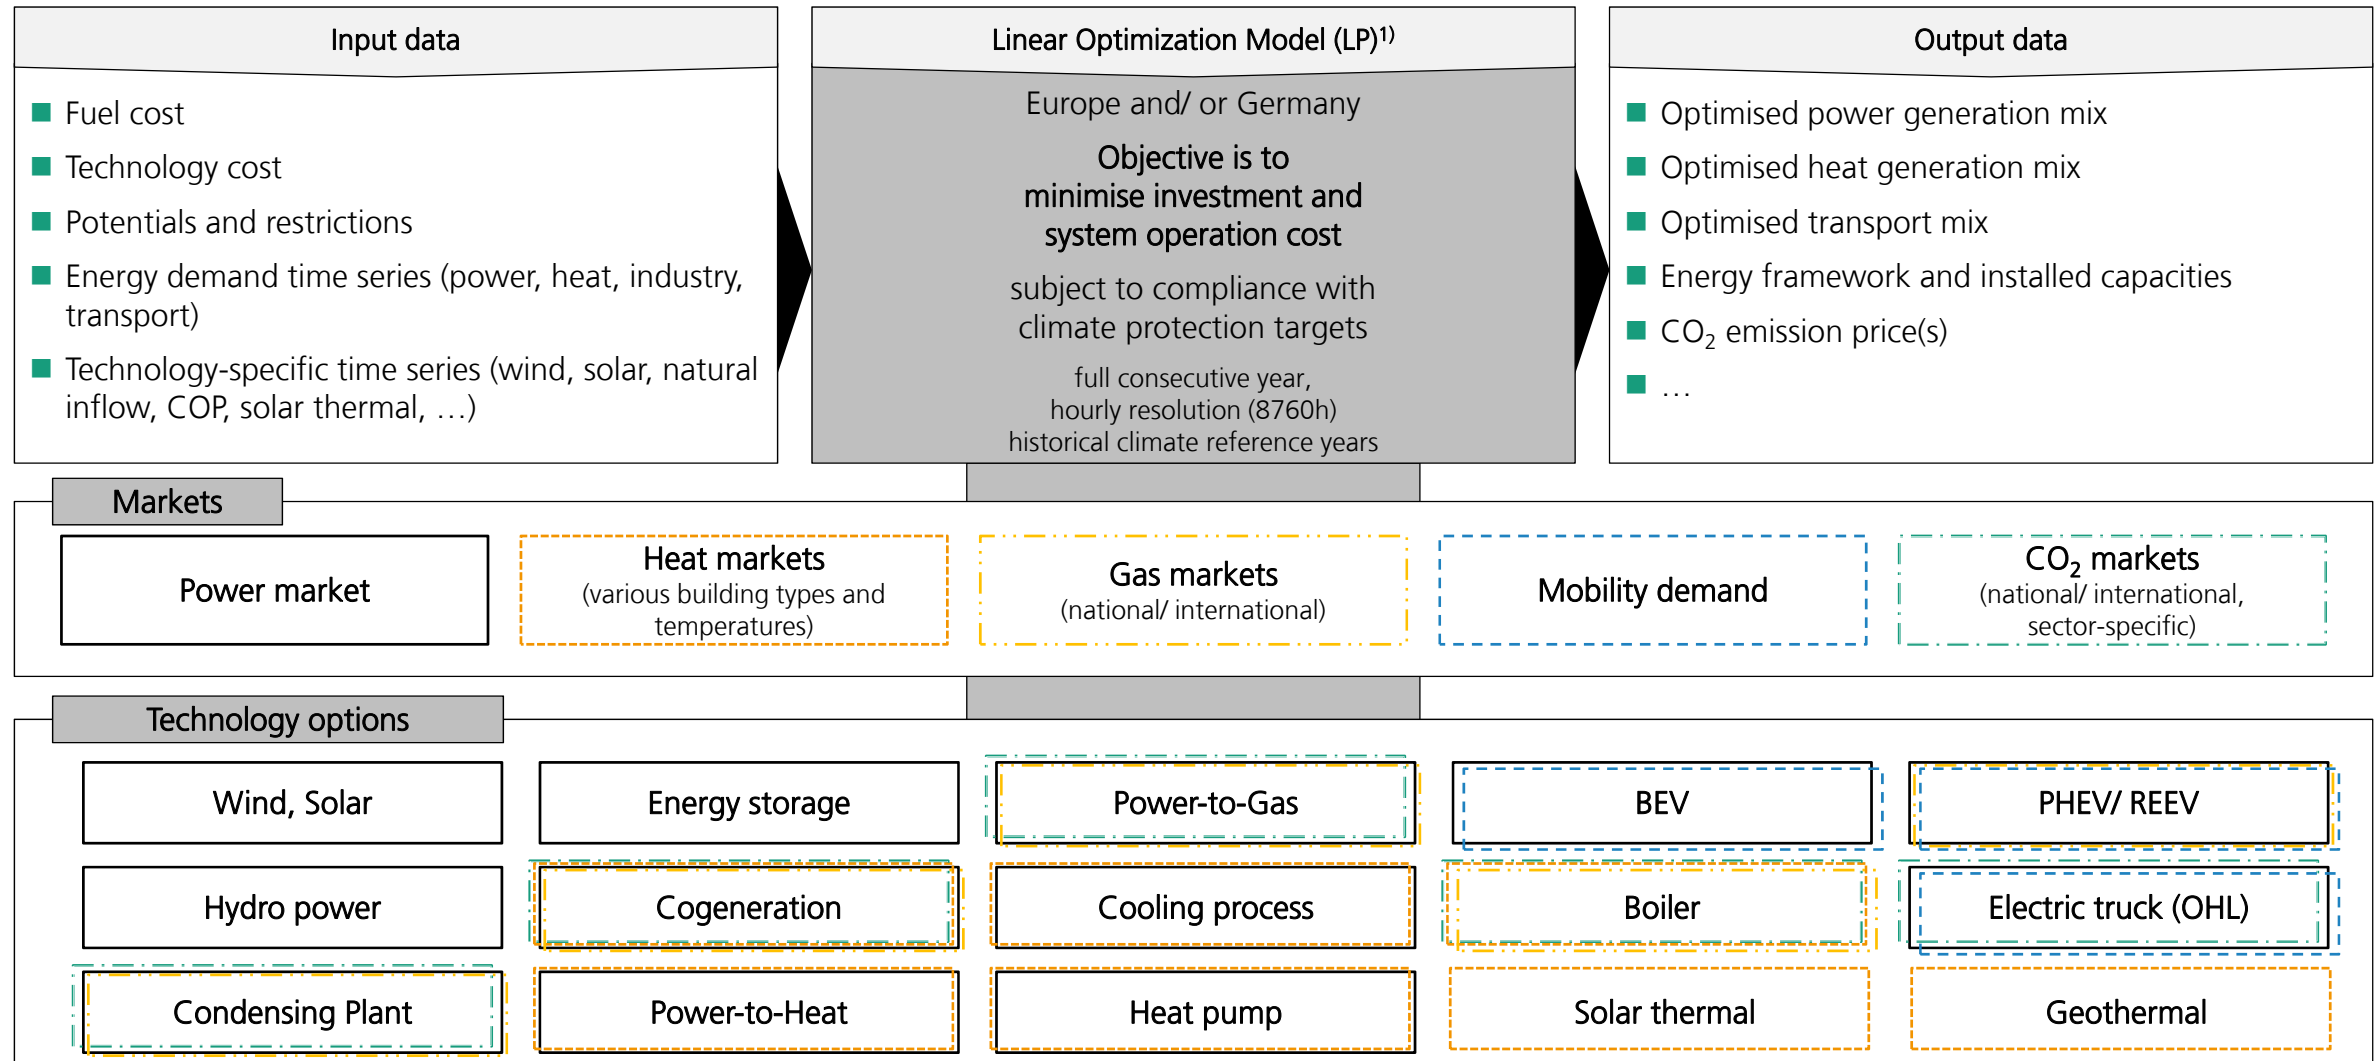 Input data
Fuel cost
Technology cost
Potentials and restrictions
Energy demand time series (power, heat, industry,
transport)
Technology-specific time series (wind, solar, natural
inflow, COP, solar thermal, …)
Linear Optimization Model (LP)¹⁾
Europe and/ or Germany
Objective is to
minimise investment and
system operation cost
subject to compliance with
climate protection targets
full consecutive year,
hourly resolution (8760h)
historical climate reference years
Output data
Optimised power generation mix
Optimised heat generation mix
Optimised transport mix
Energy framework and installed capacities
CO₂ emission price(s)
…
Markets
Power market
Heat markets
(various building types and
temperatures)
Gas markets
(national/ international)
Mobility demand
CO₂ markets
(national/ international,
sector-specific)
Technology options
Wind, Solar
Energy storage
Power-to-Gas
BEV
PHEV/ REEV
Hydro power
Cogeneration
Cooling process
Boiler
Electric truck (OHL)
Condensing Plant
Power-to-Heat
Heat pump
Solar thermal
Geothermal